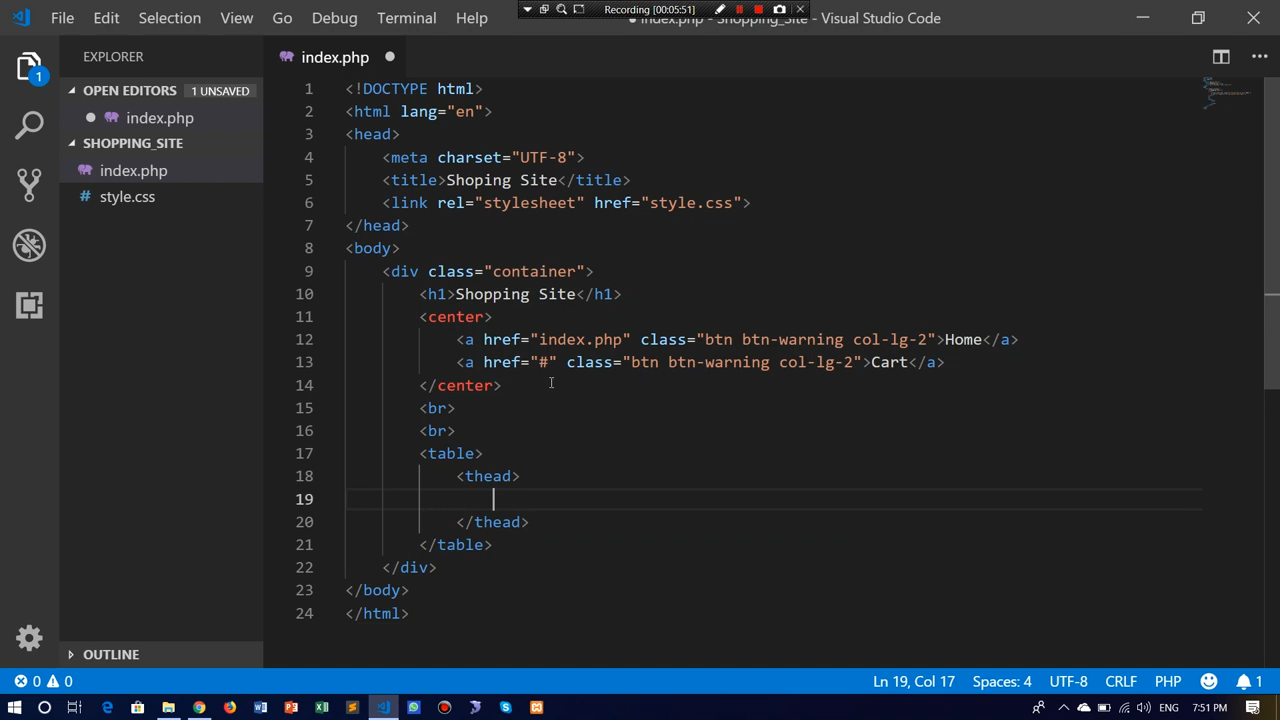 File Edit Selection View Go Debug Terminal Help
Recording [00:05:51]
index.php - Shopping_Site - Visual Studio Code
EXPLORER
index.php
OPEN EDITORS 1 UNSAVED
index.php
SHOPPING_SITE
index.php
style.css
OUTLINE
1 <!DOCTYPE html>
2 <html lang="en">
3 <head>
4 <meta charset="UTF-8">
5 <title>Shoping Site</title>
6 <link rel="stylesheet" href="style.css">
7 </head>
8 <body>
9 <div class="container">
10 <h1>Shopping Site</h1>
11 <center>
12 <a href="index.php" class="btn btn-warning col-lg-2">Home</a>
13 <a href="#" class="btn btn-warning col-lg-2">Cart</a>
14 </center>
15 <br>
16 <br>
17 <table>
18 <thead>
19
20 </thead>
21 </table>
22 </div>
23 </body>
24 </html>
0 0 Ln 19, Col 17 Spaces: 4 UTF-8 CRLF PHP 1
ENG 7:51 PM